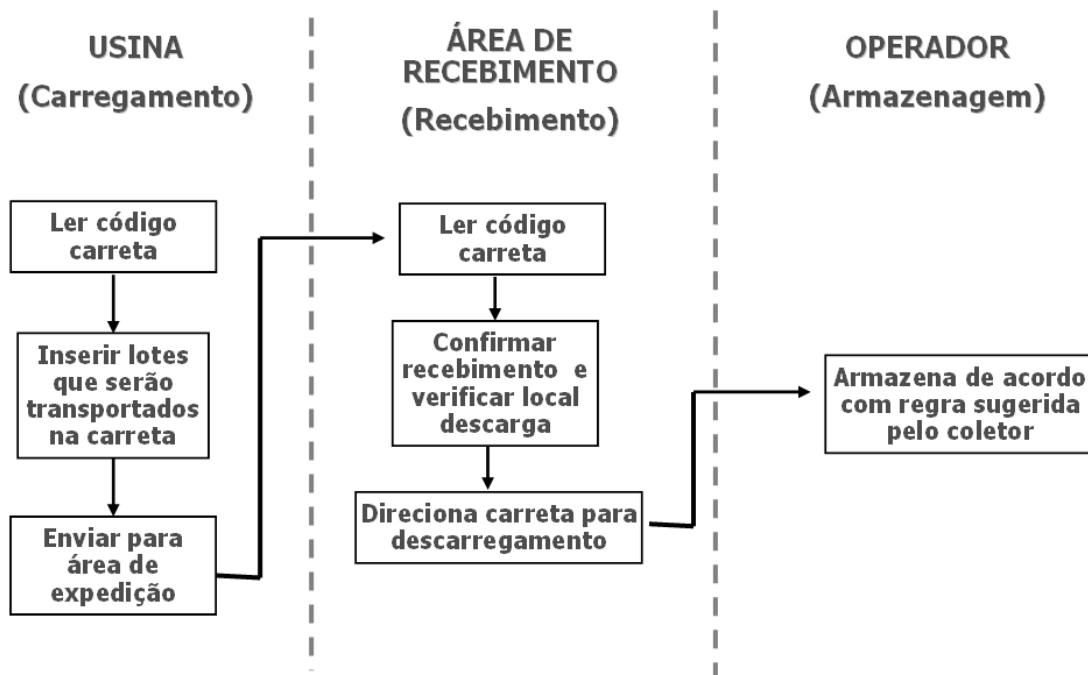 USINA
(Carregamento)
Ler código
carreta
Inserir lotes
que serão
transportados
na carreta
Enviar para
área de
expedição
ÁREA DE
RECEBIMENTO
(Recebimento)
Ler código
carreta
Confirmar
recebimento e
verificar local
descarga
Direciona carreta para
descarregamento
OPERADOR
(Armazenagem)
Armazena de acordo
com regra sugerida
pelo coletor